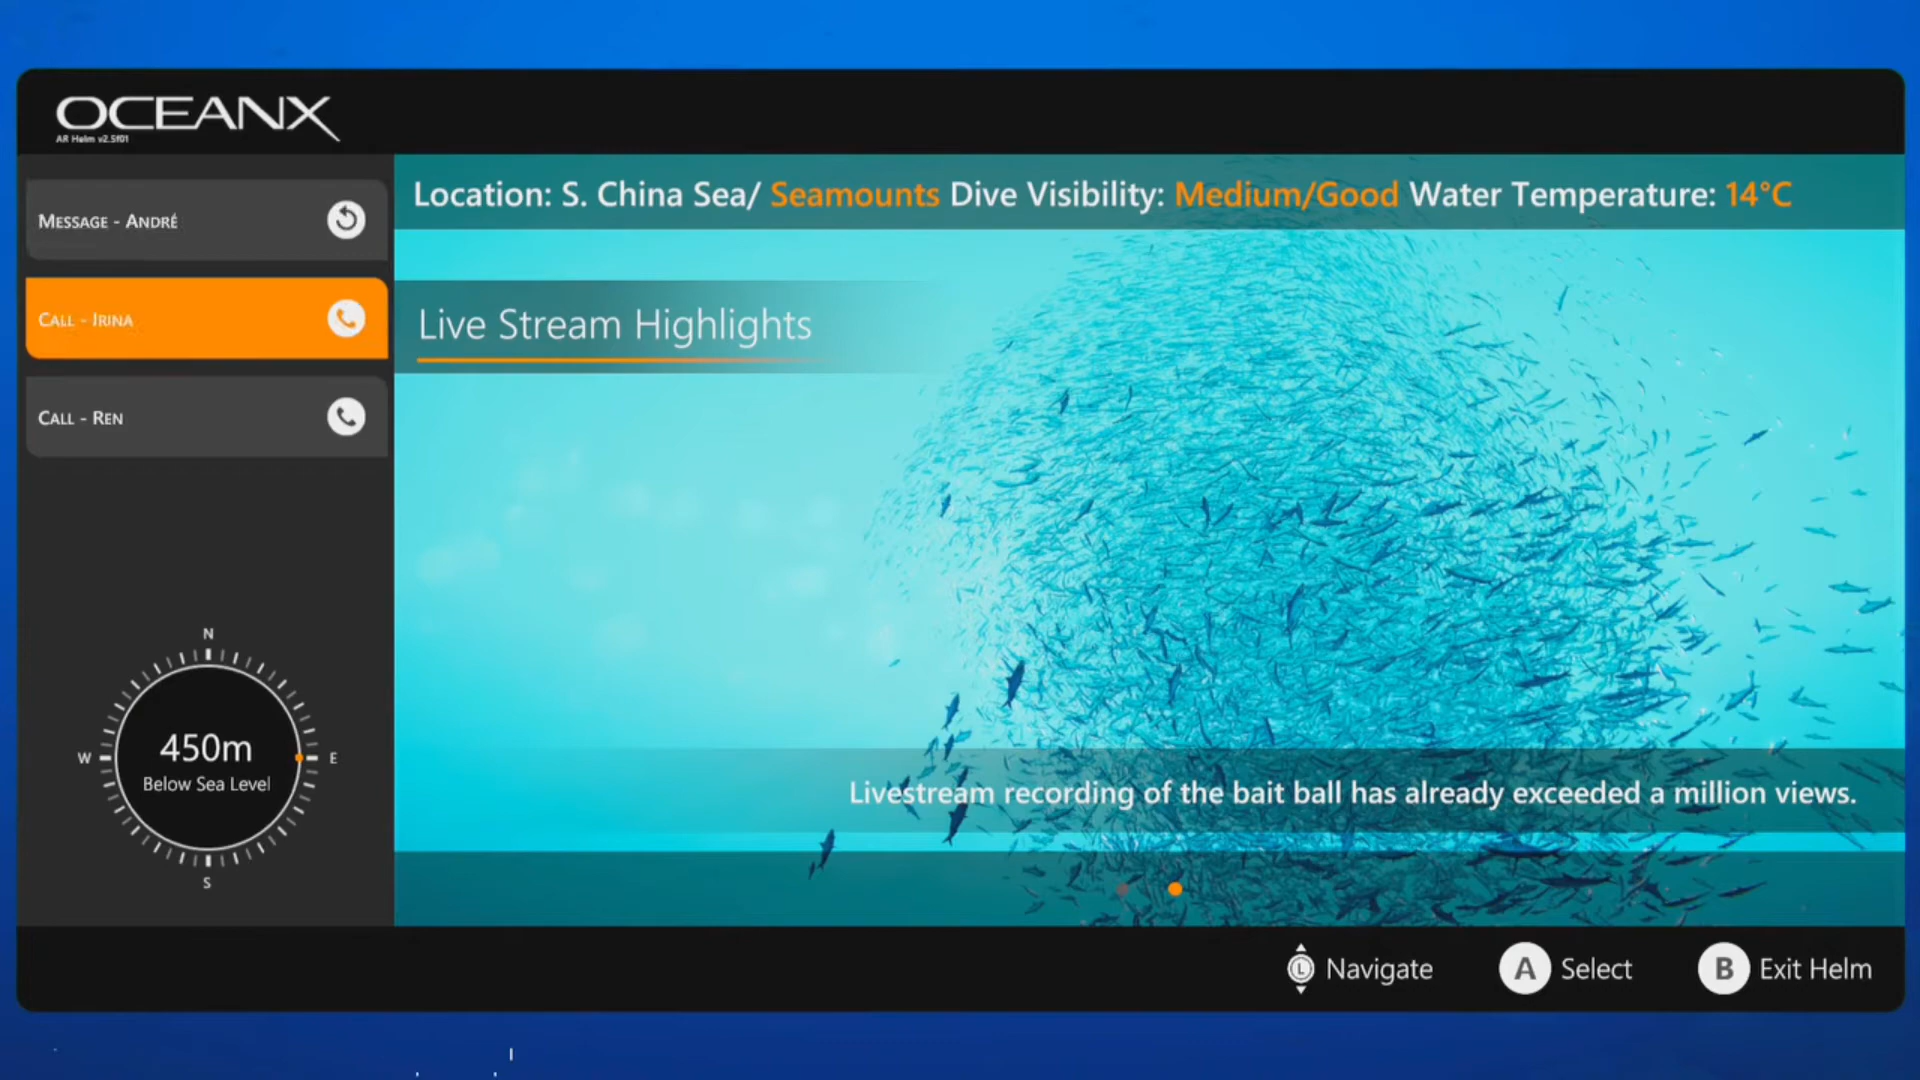 OCEANX
AR Helm v2.5f01
Location: S. China Sea/ Seamounts Dive Visibility: Medium/Good Water Temperature: 14°C
MESSAGE - ANDRÉ
CALL - IRINA
CALL - REN
Live Stream Highlights
N
W
E
S
450m
Below Sea Level
Livestream recording of the bait ball has already exceeded a million views.
L Navigate
A Select
B Exit Helm